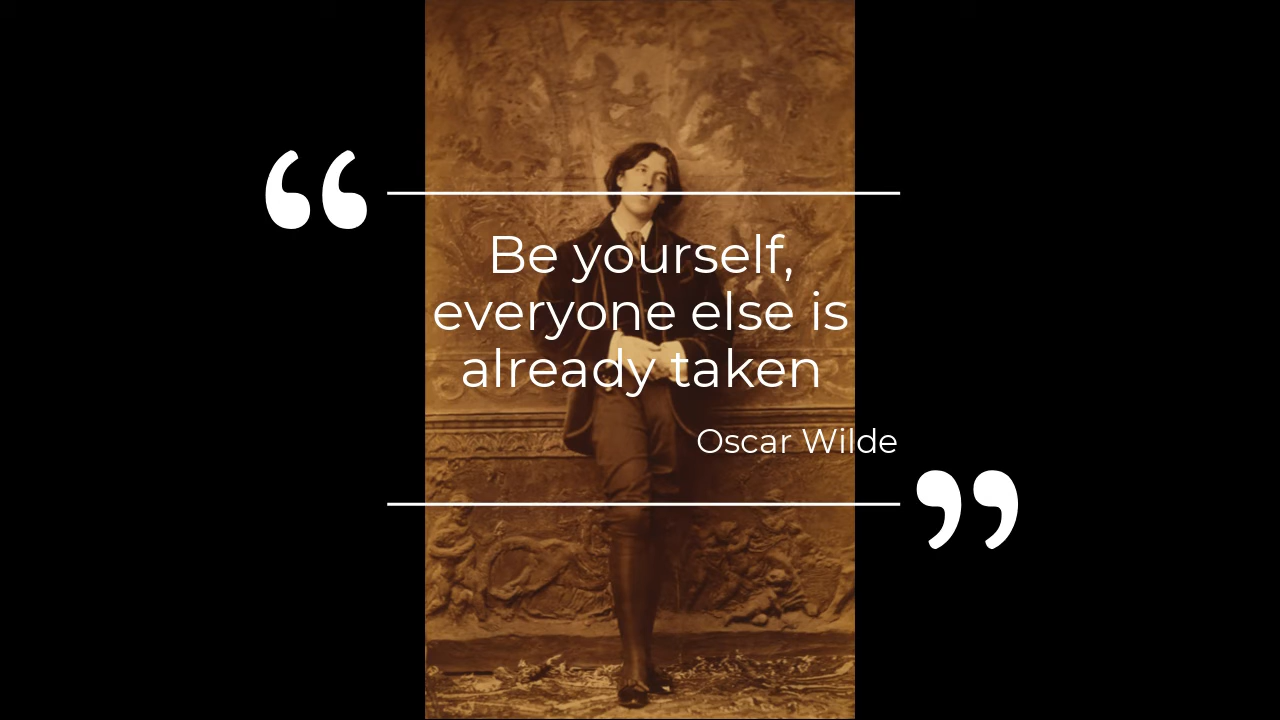 “
Be yourself,
everyone else is
already taken
Oscar Wilde
”